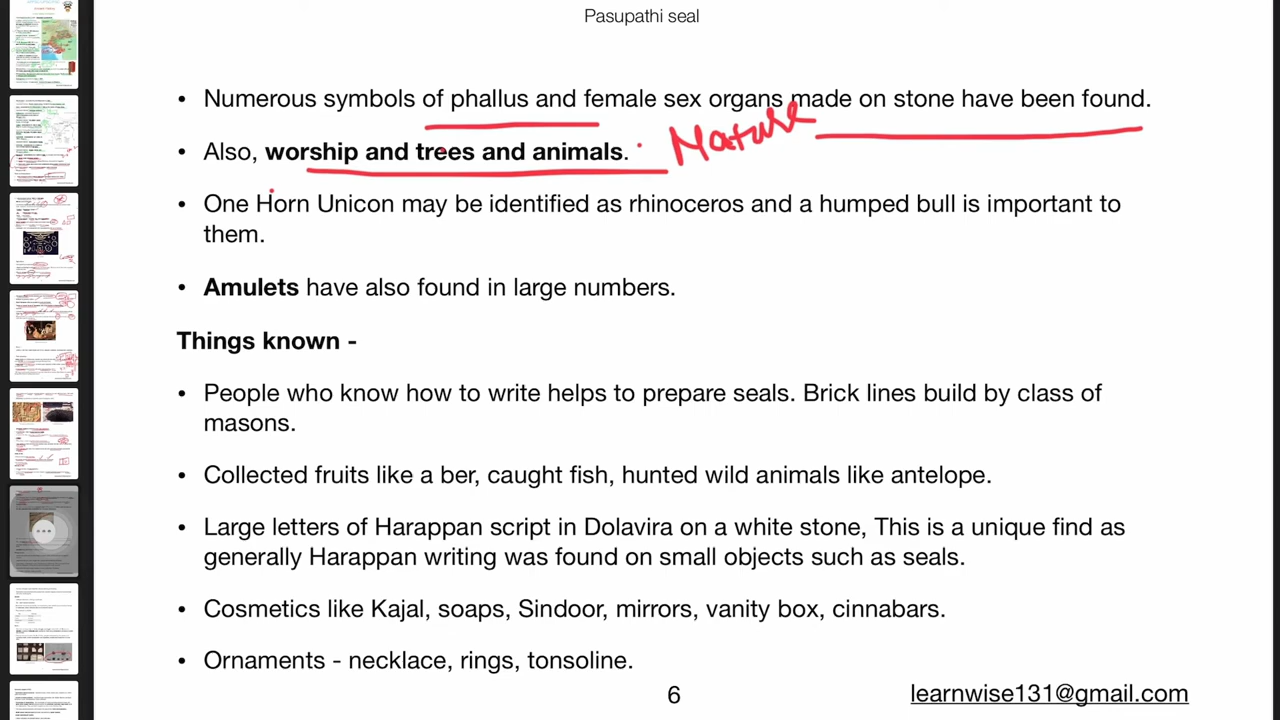 Pasupathi seal
• Numerous symbols of phallus and female sex organs made on stone have been found.
Nature
• Also, worship and trees and animals.
• One Horn Unicon may be identified as rhinoceros and a humped bull is important to
them.
• Amulets have also found in large numbers.
Things known -
• People who know how to write helps to prepare seals. Brick lines build by class of
masons.
• Collected fruits like a ber, caught fish, hunted wild animals like antelope.
• Large letters of Harappan script in Dolavira on a white stone, This is a unique find as
generally Harappan writing was found on small objects such as seals.
• Cosmetics like Kajal, soaps, Sindoor, mirrors, vanity box, cinnabars.
• Ornaments - necklace, rings, tonsoline.
6
earnwise131@gmail.com